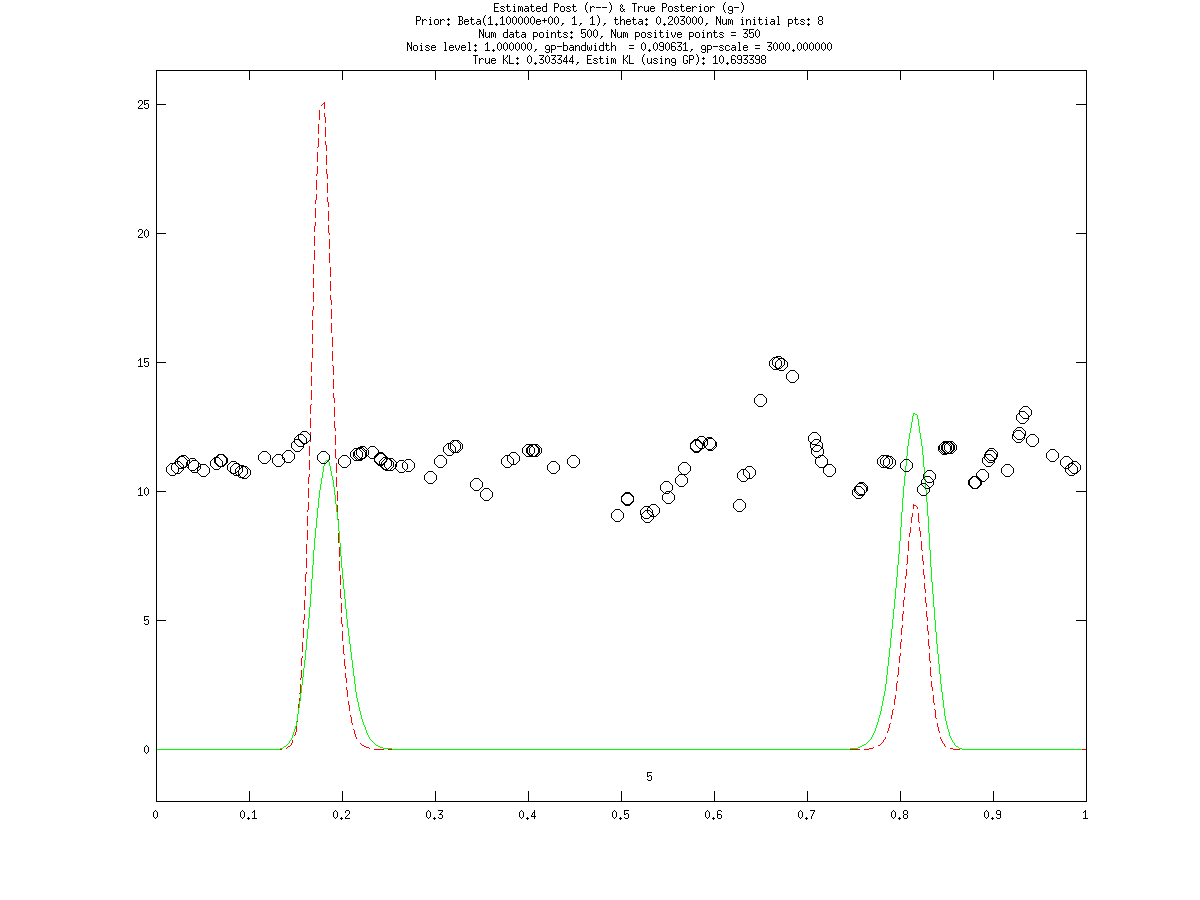 Estimated Post (r--) & True Posterior (g-)
Prior: Beta(1.100000e+00, 1, 1), theta: 0.203000, Num initial pts: 8
Num data points: 500, Num positive points = 350
Noise level: 1.000000, gp-bandwidth  = 0.090631, gp-scale = 3000.000000
True KL: 0.303344, Estim KL (using GP): 10.693398
25
20
15
10
5
0
5
0 0.1 0.2 0.3 0.4 0.5 0.6 0.7 0.8 0.9 1